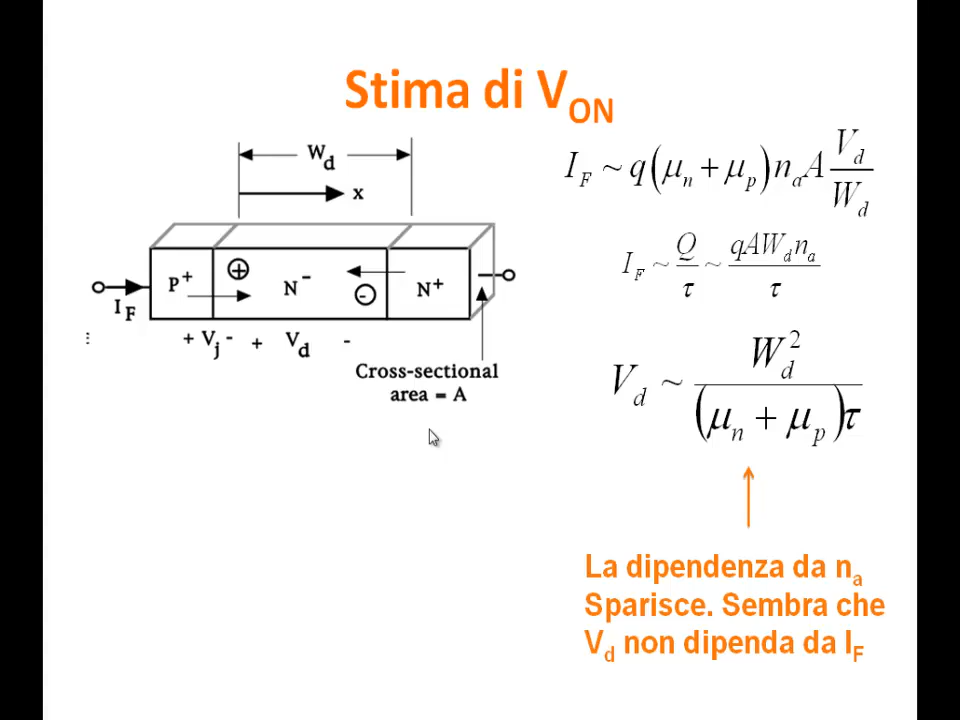 Stima di V_ON
W_d
x
I_F ~ q(μ_n + μ_p) n_a A V_d / W_d
I_F ~ Q / τ ~ qAW_d n_a / τ
P⁺ ⊕ N⁻ ⊖ N⁺
I_F
⋮ + V_j - + V_d -
Cross-sectional
area = A
V_d ~ W_d² / (μ_n + μ_p)τ
La dipendenza da n_a
Sparisce. Sembra che
V_d non dipenda da I_F